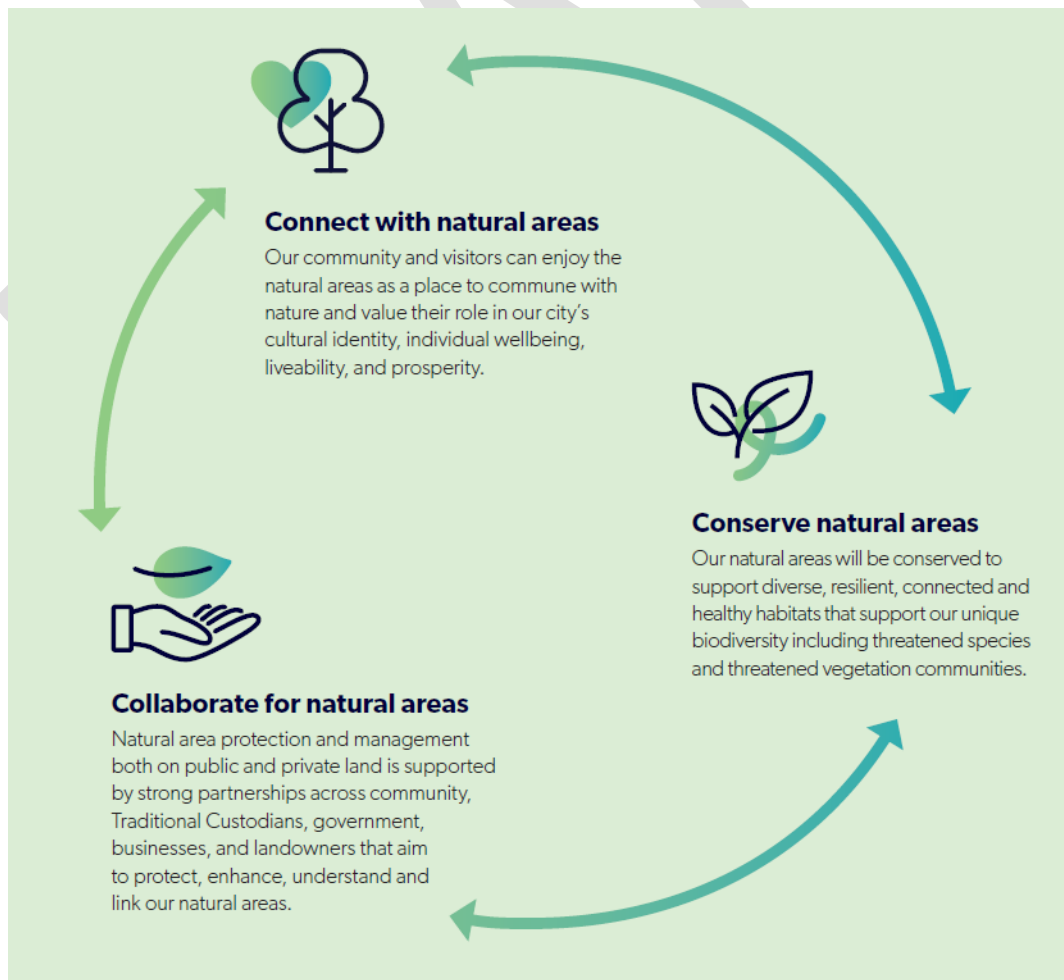 Connect with natural areas
Our community and visitors can enjoy the
natural areas as a place to commune with
nature and value their role in our city’s
cultural identity, individual wellbeing,
liveability, and prosperity.
Conserve natural areas
Our natural areas will be conserved to
support diverse, resilient, connected and
healthy habitats that support our unique
biodiversity including threatened species
and threatened vegetation communities.
Collaborate for natural areas
Natural area protection and management
both on public and private land is supported
by strong partnerships across community,
Traditional Custodians, government,
businesses, and landowners that aim
to protect, enhance, understand and
link our natural areas.